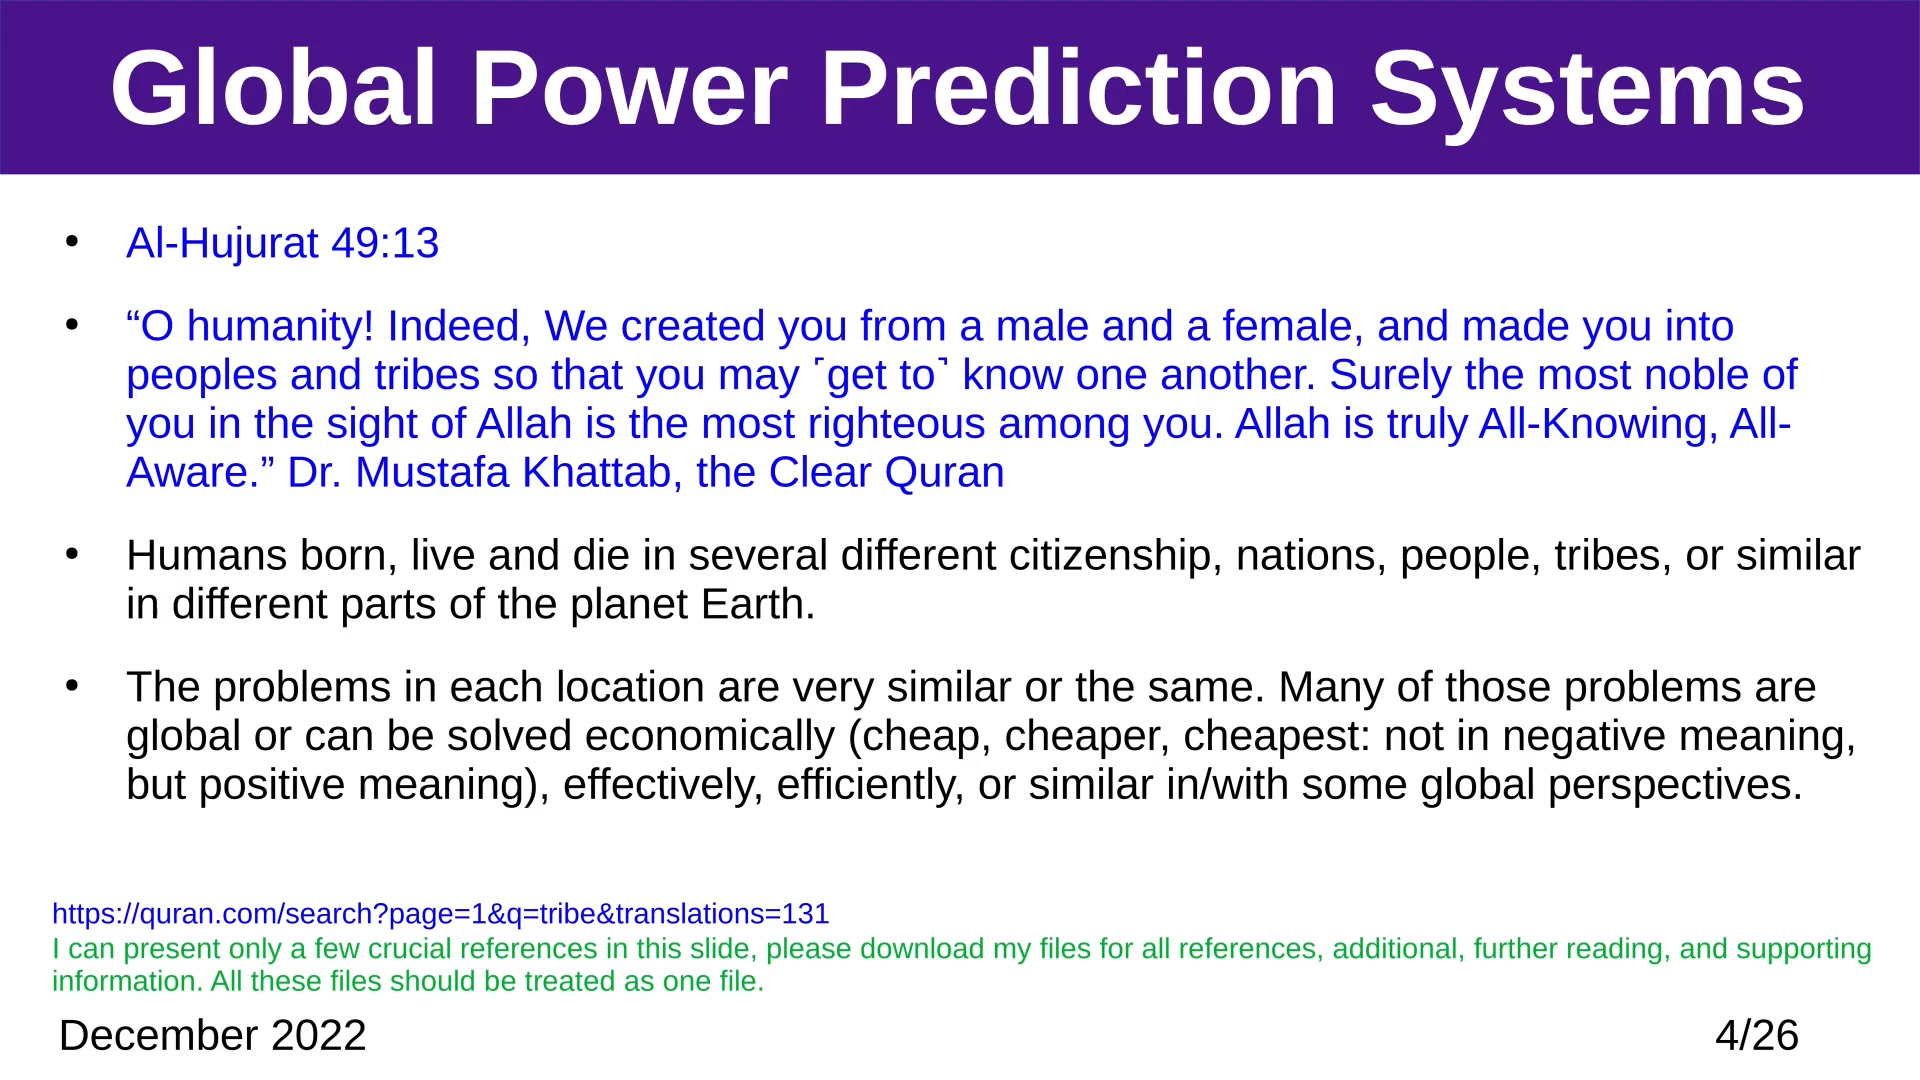 Global Power Prediction Systems
• Al-Hujurat 49:13
• “O humanity! Indeed, We created you from a male and a female, and made you into
peoples and tribes so that you may ˹get to˺ know one another. Surely the most noble of
you in the sight of Allah is the most righteous among you. Allah is truly All-Knowing, All-
Aware.” Dr. Mustafa Khattab, the Clear Quran
• Humans born, live and die in several different citizenship, nations, people, tribes, or similar
in different parts of the planet Earth.
• The problems in each location are very similar or the same. Many of those problems are
global or can be solved economically (cheap, cheaper, cheapest: not in negative meaning,
but positive meaning), effectively, efficiently, or similar in/with some global perspectives.
https://quran.com/search?page=1&q=tribe&translations=131
I can present only a few crucial references in this slide, please download my files for all references, additional, further reading, and supporting
information. All these files should be treated as one file.
December 2022
4/26